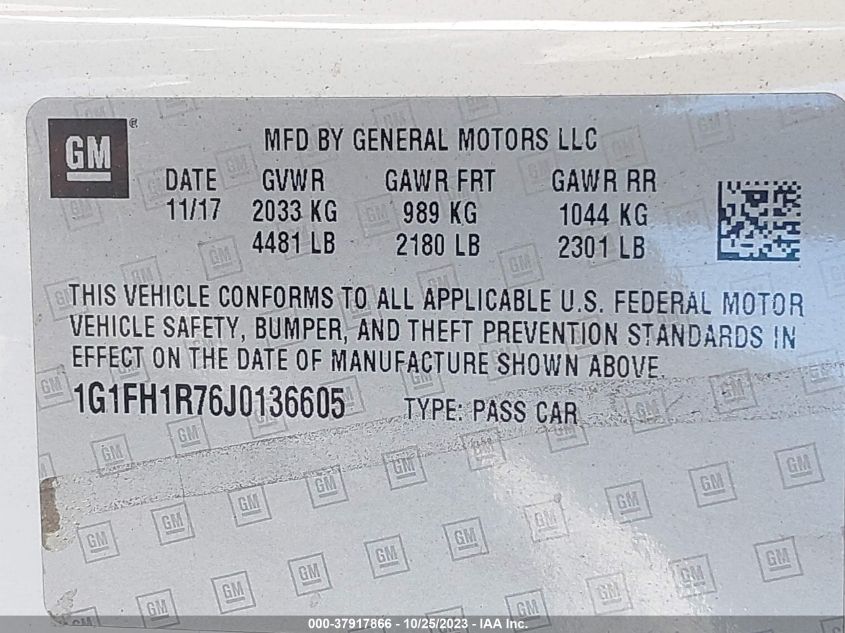 GM ®
MFD BY GENERAL MOTORS LLC
DATE GVWR GAWR FRT GAWR RR
11/17 2033 KG 989 KG 1044 KG
4481 LB 2180 LB 2301 LB
THIS VEHICLE CONFORMS TO ALL APPLICABLE U.S. FEDERAL MOTOR
VEHICLE SAFETY, BUMPER, AND THEFT PREVENTION STANDARDS IN
EFFECT ON THE DATE OF MANUFACTURE SHOWN ABOVE.
1G1FH1R76J0136605 TYPE: PASS CAR
000-37917866 - 10/25/2023 - IAA Inc.